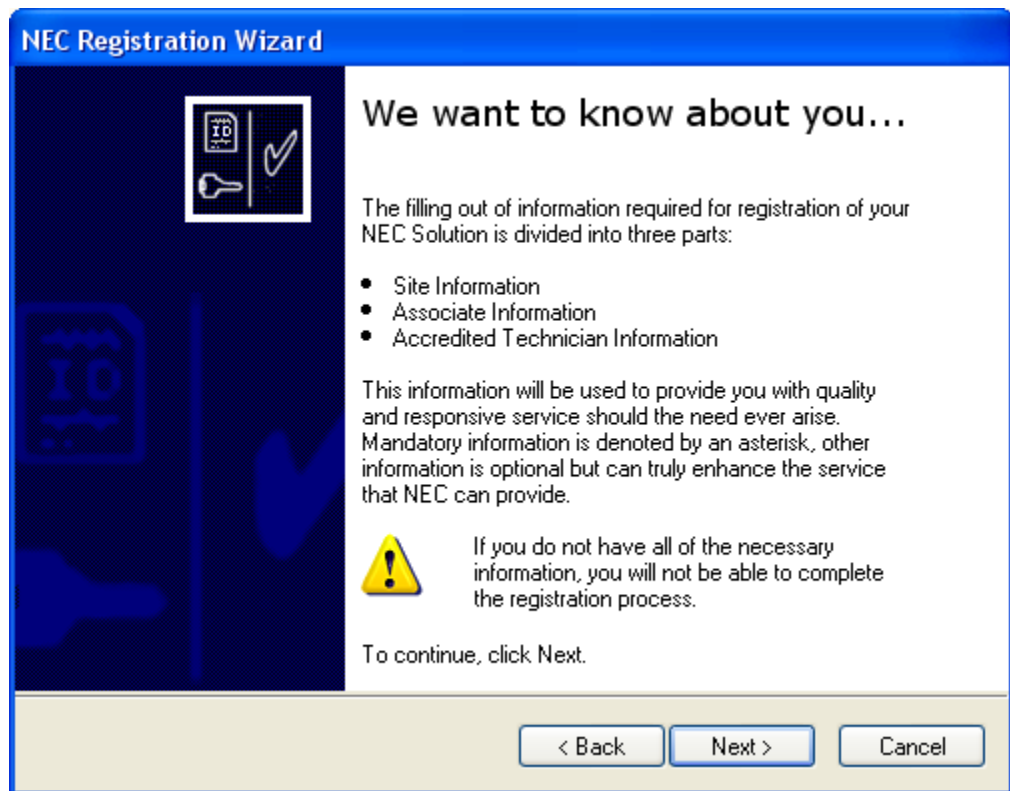 NEC Registration Wizard
ID
We want to know about you...
The filling out of information required for registration of your
NEC Solution is divided into three parts:
• Site Information
• Associate Information
• Accredited Technician Information
This information will be used to provide you with quality
and responsive service should the need ever arise.
Mandatory information is denoted by an asterisk, other
information is optional but can truly enhance the service
that NEC can provide.
If you do not have all of the necessary
information, you will not be able to complete
the registration process.
To continue, click Next.
ID
< Back
Next >
Cancel